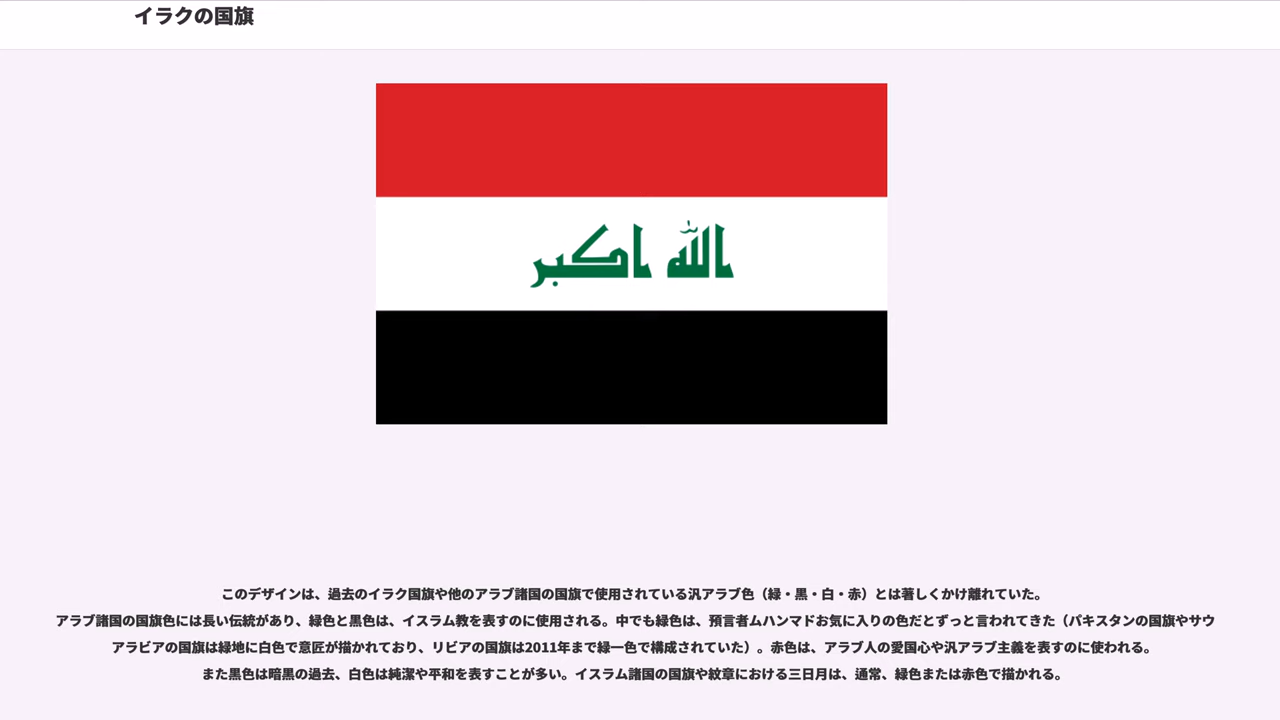 イラクの国旗
الله اكبر
このデザインは、過去のイラク国旗や他のアラブ諸国の国旗で使用されている汎アラブ色（緑・黒・白・赤）とは著しくかけ離れていた。
アラブ諸国の国旗色には長い伝統があり、緑色と黒色は、イスラム教を表すのに使用される。中でも緑色は、預言者ムハンマドお気に入りの色だとずっと言われてきた（パキスタンの国旗やサウ
アラビアの国旗は緑地に白色で意匠が描かれており、リビアの国旗は2011年まで緑一色で構成されていた）。赤色は、アラブ人の愛国心や汎アラブ主義を表すのに使われる。
また黒色は暗黒の過去、白色は純潔や平和を表すことが多い。イスラム諸国の国旗や紋章における三日月は、通常、緑色または赤色で描かれる。